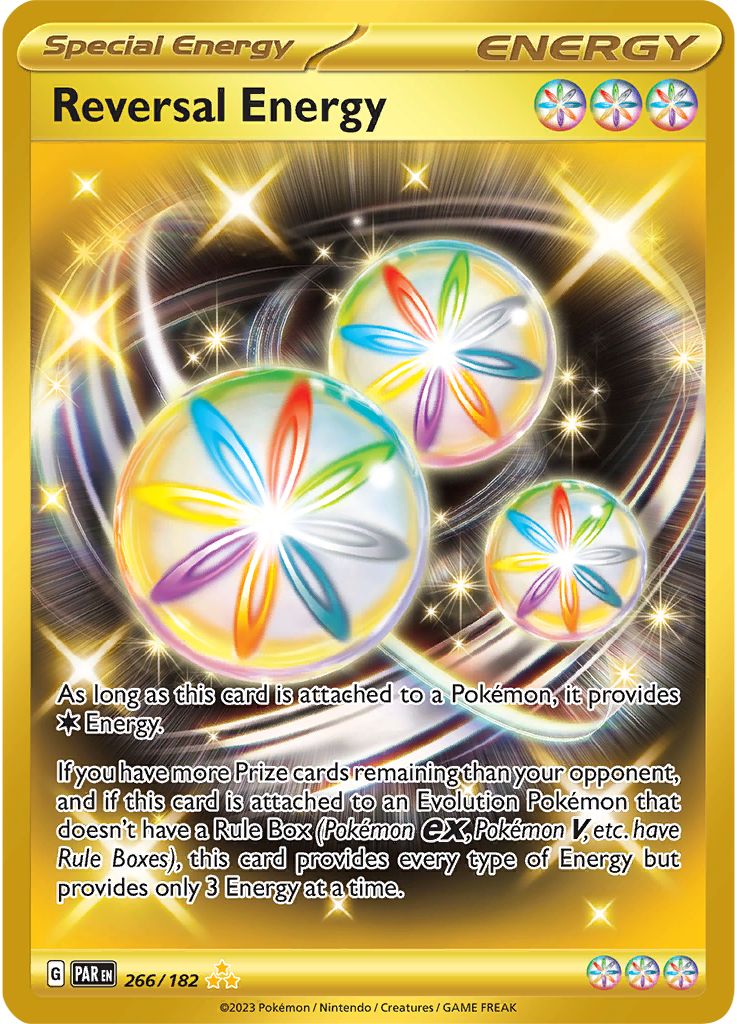 Special Energy ENERGY
Reversal Energy
As long as this card is attached to a Pokémon, it provides
Energy.
If you have more Prize cards remaining than your opponent,
and if this card is attached to an Evolution Pokémon that
doesn't have a Rule Box (Pokémon ex, Pokémon V, etc. have
Rule Boxes), this card provides every type of Energy but
provides only 3 Energy at a time.
G PAR EN 266/182
©2023 Pokémon / Nintendo / Creatures / GAME FREAK